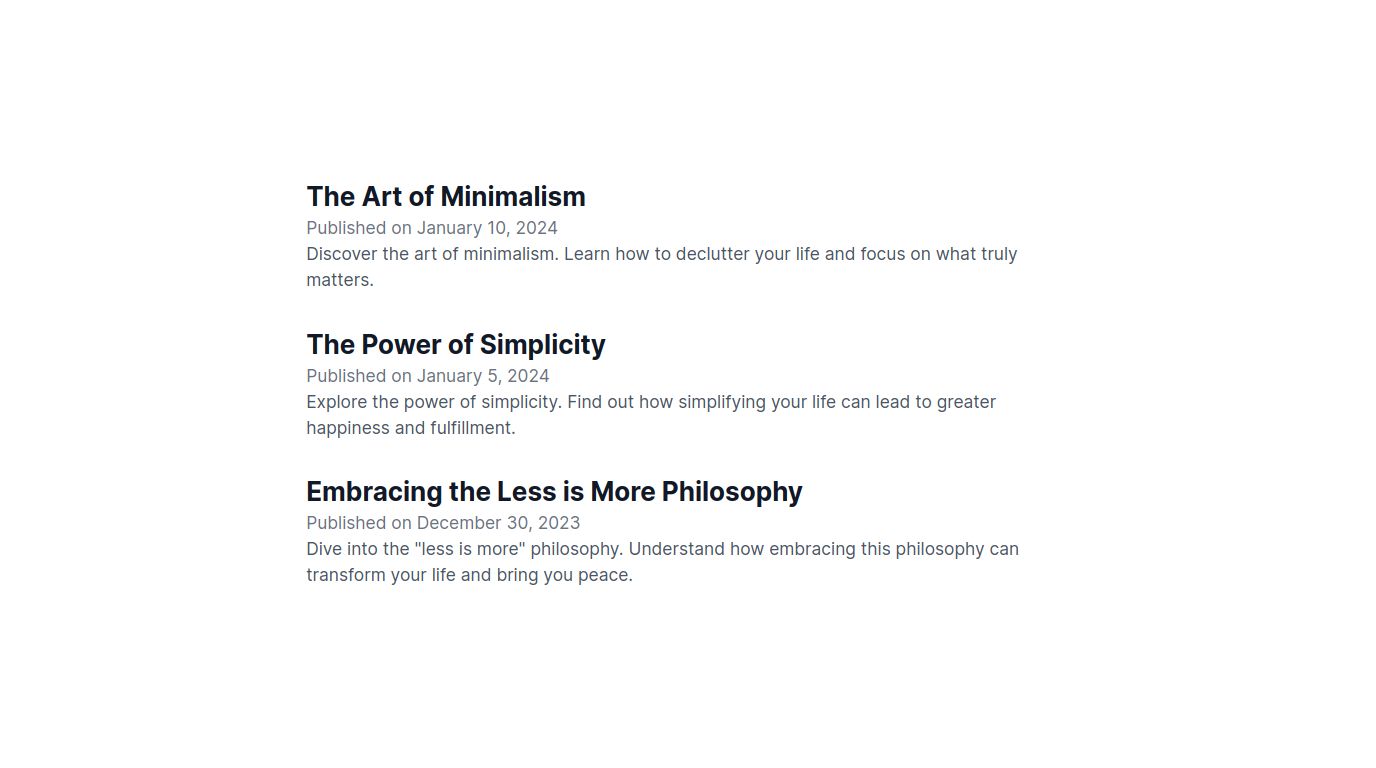 The Art of Minimalism
Published on January 10, 2024
Discover the art of minimalism. Learn how to declutter your life and focus on what truly
matters.
The Power of Simplicity
Published on January 5, 2024
Explore the power of simplicity. Find out how simplifying your life can lead to greater
happiness and fulfillment.
Embracing the Less is More Philosophy
Published on December 30, 2023
Dive into the "less is more" philosophy. Understand how embracing this philosophy can
transform your life and bring you peace.